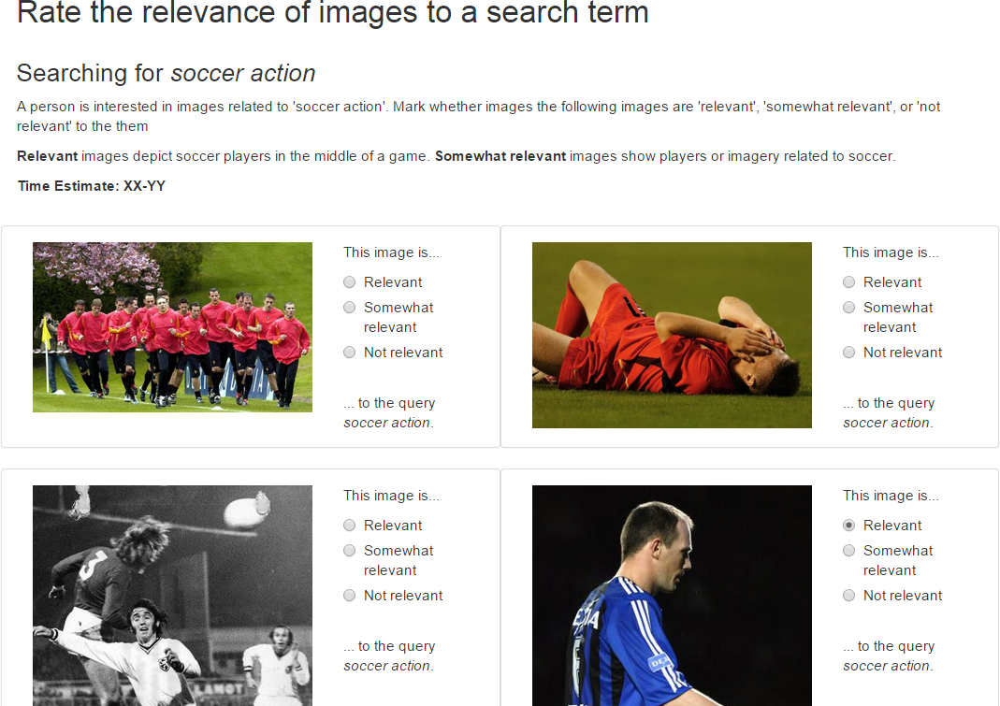 Rate the relevance of images to a search term
Searching for soccer action
A person is interested in images related to 'soccer action'. Mark whether images the following images are 'relevant', 'somewhat relevant', or 'not
relevant' to the them
Relevant images depict soccer players in the middle of a game. Somewhat relevant images show players or imagery related to soccer.
Time Estimate: XX-YY
This image is...
Relevant
Somewhat
relevant
Not relevant
... to the query
soccer action.
This image is...
Relevant
Somewhat
relevant
Not relevant
... to the query
soccer action.
3
This image is...
Relevant
Somewhat
relevant
Not relevant
... to the query
soccer action.
This image is...
Relevant
Somewhat
relevant
Not relevant
... to the query
soccer action.